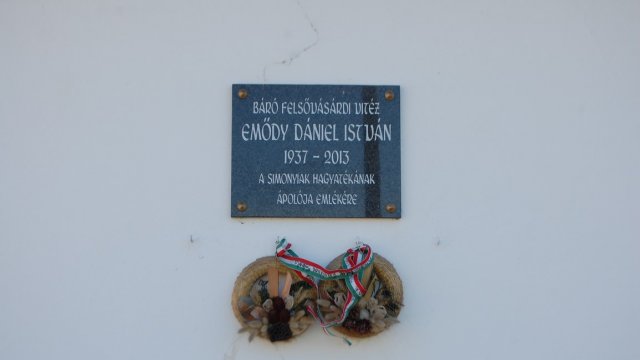 BÁRÓ FELSŐVÁSÁRDI VITÉZ
EMŐDY DÁNIEL ISTVÁN
1937 – 2013
A SIMONYIAK HAGYATÉKÁNAK
ÁPOLÓJA EMLÉKÉRE